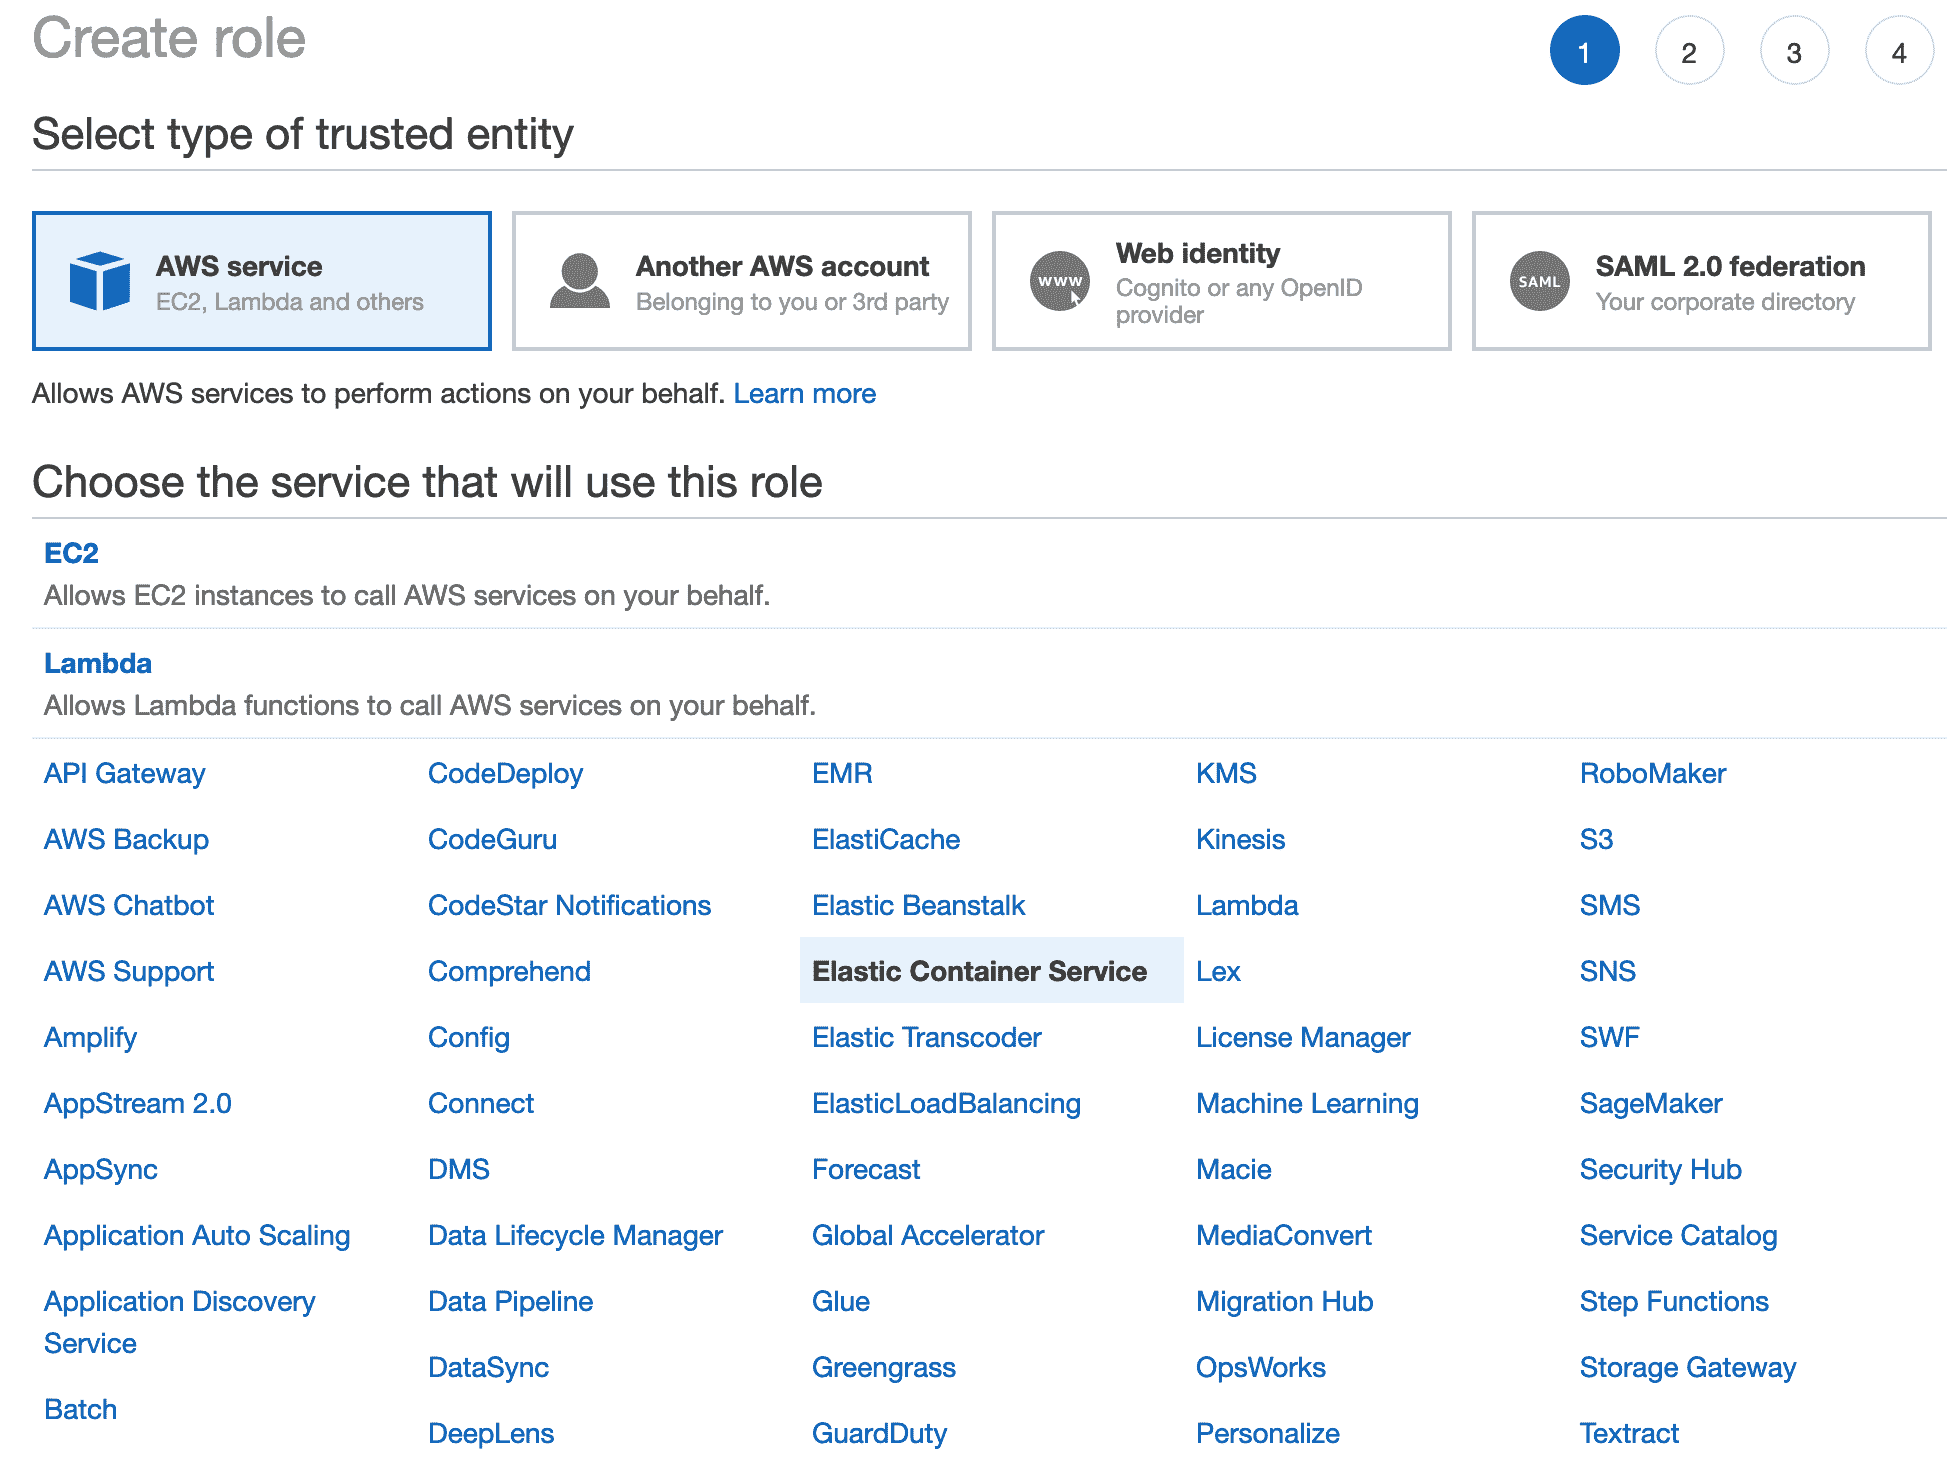 Create role
1 2 3 4
Select type of trusted entity
AWS service
EC2, Lambda and others
Another AWS account
Belonging to you or 3rd party
www
Web identity
Cognito or any OpenID
provider
SAML
SAML 2.0 federation
Your corporate directory
Allows AWS services to perform actions on your behalf. Learn more
Choose the service that will use this role
EC2
Allows EC2 instances to call AWS services on your behalf.
Lambda
Allows Lambda functions to call AWS services on your behalf.
API Gateway
AWS Backup
AWS Chatbot
AWS Support
Amplify
AppStream 2.0
AppSync
Application Auto Scaling
Application Discovery
Service
Batch
CodeDeploy
CodeGuru
CodeStar Notifications
Comprehend
Config
Connect
DMS
Data Lifecycle Manager
Data Pipeline
DataSync
DeepLens
EMR
ElastiCache
Elastic Beanstalk
Elastic Container Service
Elastic Transcoder
ElasticLoadBalancing
Forecast
Global Accelerator
Glue
Greengrass
GuardDuty
KMS
Kinesis
Lambda
Lex
License Manager
Machine Learning
Macie
MediaConvert
Migration Hub
OpsWorks
Personalize
RoboMaker
S3
SMS
SNS
SWF
SageMaker
Security Hub
Service Catalog
Step Functions
Storage Gateway
Textract